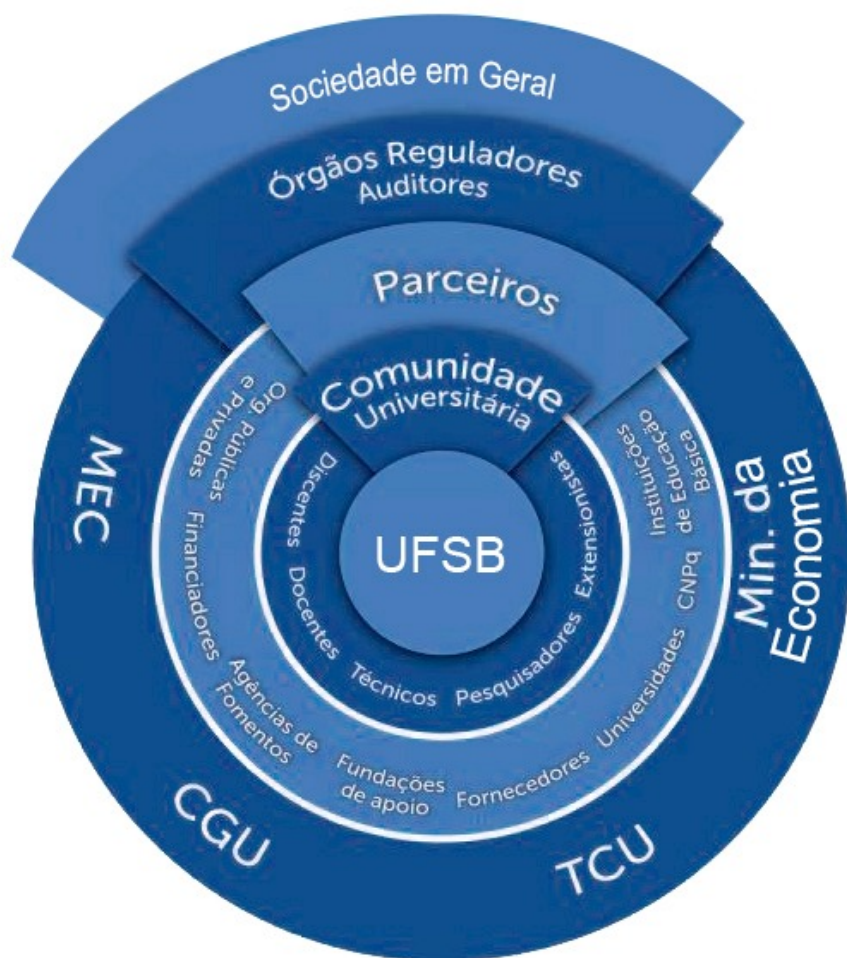 Sociedade em Geral
Órgãos Reguladores
Auditores
Parceiros
Comunidade
Universitária
UFSB
Discentes
Docentes
Técnicos
Pesquisadores
Extensionistas
Org. Públicas
e Privadas
Financiadores
Agências de
Fomentos
Fundações
de apoio
Fornecedores
Universidades
CNPq
Instituições
de Educação
Básica
MEC
CGU
TCU
Min. da
Economia